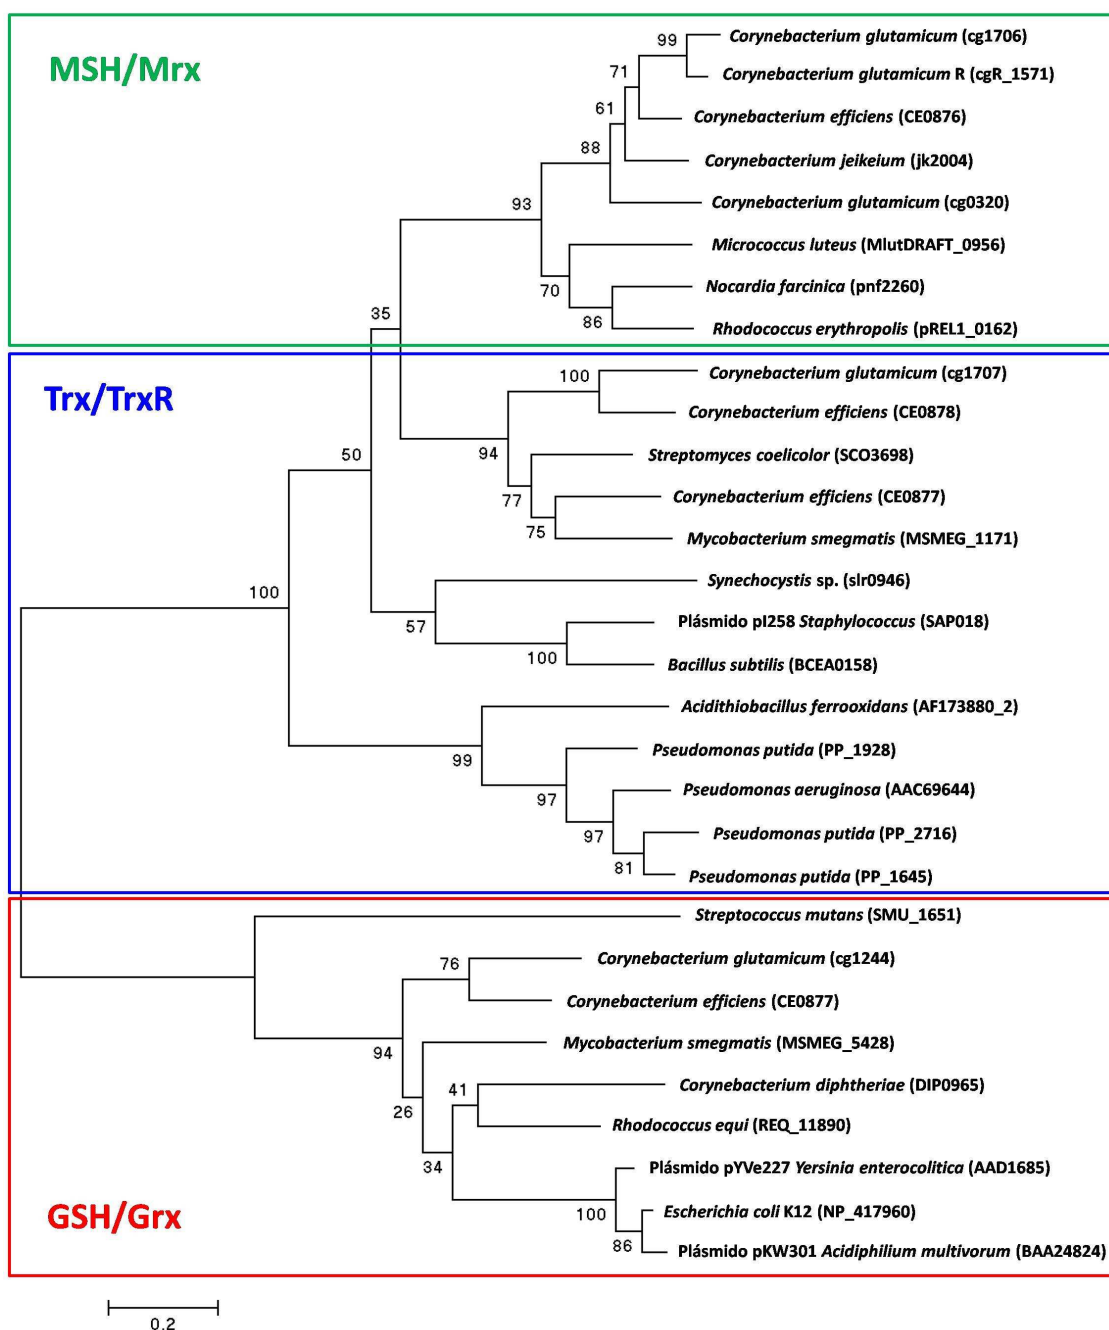 MSH/Mrx
99
Corynebacterium glutamicum (cg1706)
71
Corynebacterium glutamicum R (cgR_1571)
61
Corynebacterium efficiens (CE0876)
88
Corynebacterium jeikeium (jk2004)
93
Corynebacterium glutamicum (cg0320)
Micrococcus luteus (MlutDRAFT_0956)
70
Nocardia farcinica (pnf2260)
35
86
Rhodococcus erythropolis (pREL1_0162)
Trx/TrxR
100
Corynebacterium glutamicum (cg1707)
Corynebacterium efficiens (CE0878)
50
94
Streptomyces coelicolor (SCO3698)
77
Corynebacterium efficiens (CE0877)
75
Mycobacterium smegmatis (MSMEG_1171)
100
Synechocystis sp. (slr0946)
57
Plásmido pI258 Staphylococcus (SAP018)
100
Bacillus subtilis (BCEA0158)
Acidithiobacillus ferrooxidans (AF173880_2)
99
Pseudomonas putida (PP_1928)
97
Pseudomonas aeruginosa (AAC69644)
97
Pseudomonas putida (PP_2716)
81
Pseudomonas putida (PP_1645)
Streptococcus mutans (SMU_1651)
76
Corynebacterium glutamicum (cg1244)
Corynebacterium efficiens (CE0877)
94
Mycobacterium smegmatis (MSMEG_5428)
41
Corynebacterium diphtheriae (DIP0965)
26
Rhodococcus equi (REQ_11890)
34
Plásmido pYVe227 Yersinia enterocolitica (AAD1685)
GSH/Grx
100
Escherichia coli K12 (NP_417960)
86
Plásmido pKW301 Acidiphilium multivorum (BAA24824)
0.2